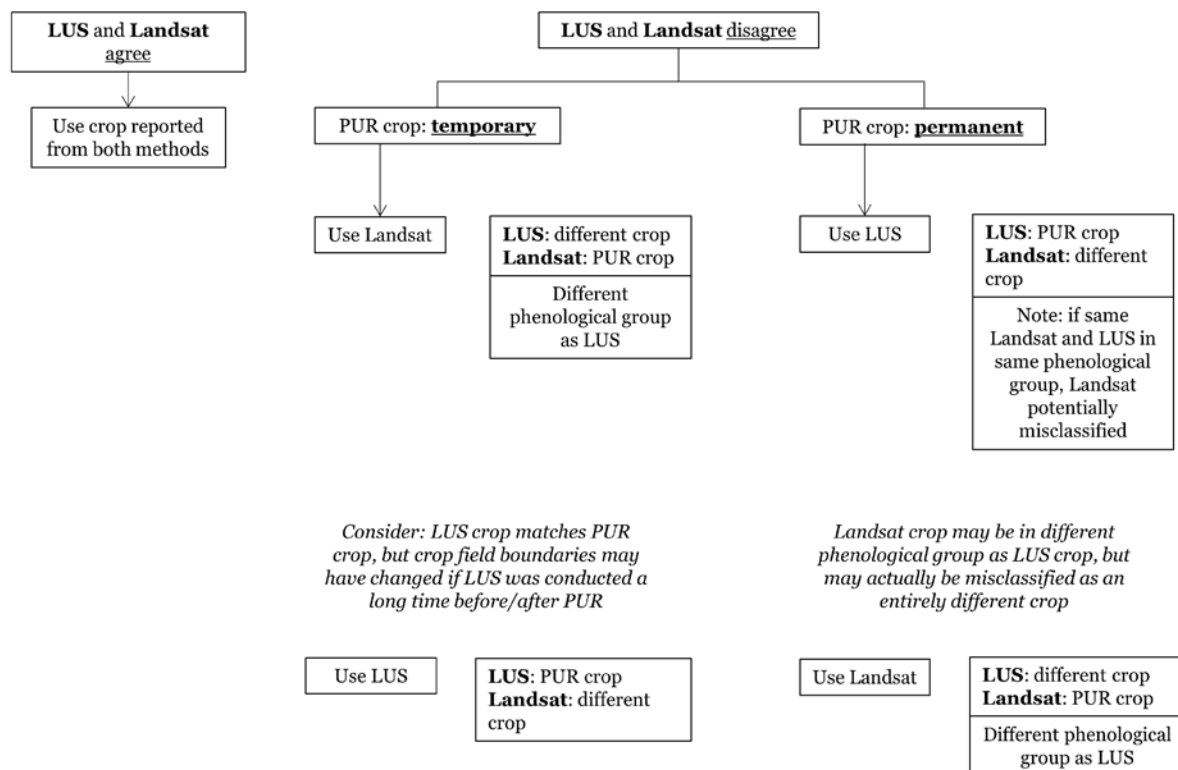 LUS and Landsat
agree
Use crop reported
from both methods
LUS and Landsat disagree
PUR crop: temporary
PUR crop: permanent
Use Landsat
LUS: different crop
Landsat: PUR crop
Different
phenological group
as LUS
Use LUS
LUS: PUR crop
Landsat: different
crop
Note: if same
Landsat and LUS in
same phenological
group, Landsat
potentially
misclassified
Consider: LUS crop matches PUR
crop, but crop field boundaries may
have changed if LUS was conducted a
long time before/after PUR
Landsat crop may be in different
phenological group as LUS crop, but
may actually be misclassified as an
entirely different crop
Use LUS
LUS: PUR crop
Landsat: different
crop
Use Landsat
LUS: different crop
Landsat: PUR crop
Different phenological
group as LUS